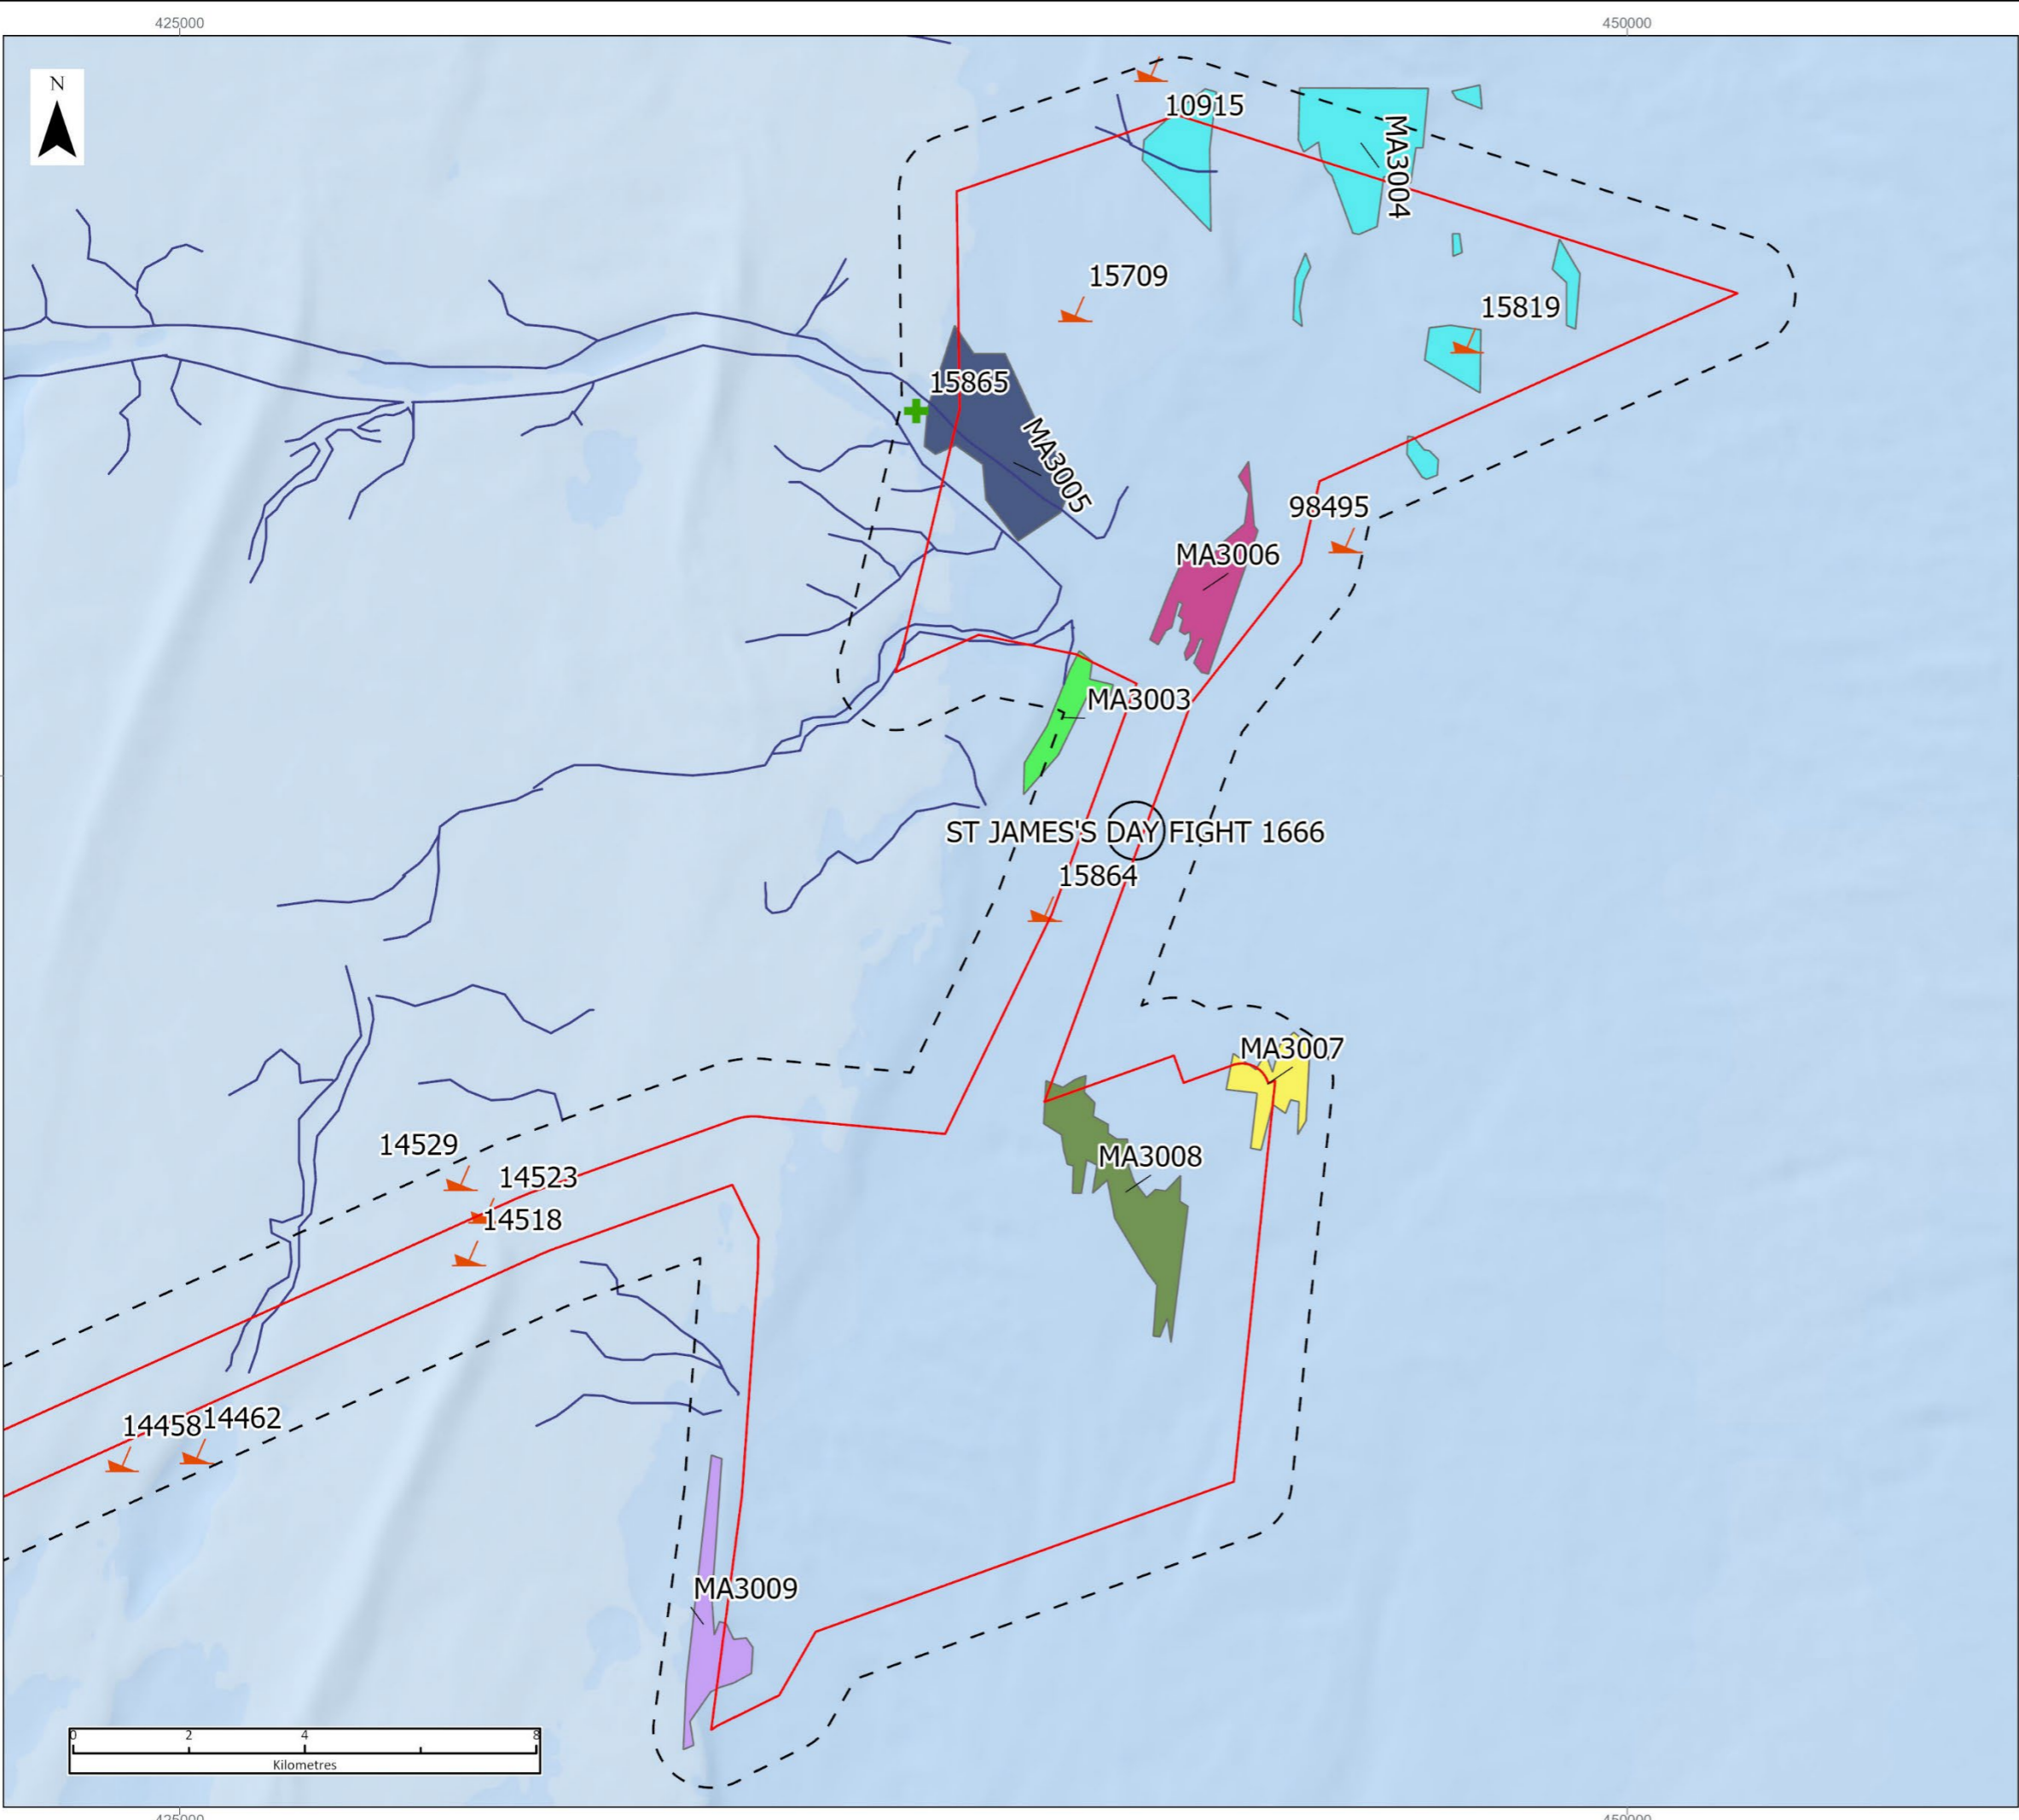 425000
450000
N
10915
MA3004
15709
15819
15865
MA3005
98495
MA3006
MA3003
ST JAMES'S DAY FIGHT 1666
15864
MA3007
14529
MA3008
14523
14518
14458
14462
MA3009
0 2 4 8
Kilometres
425000
450000